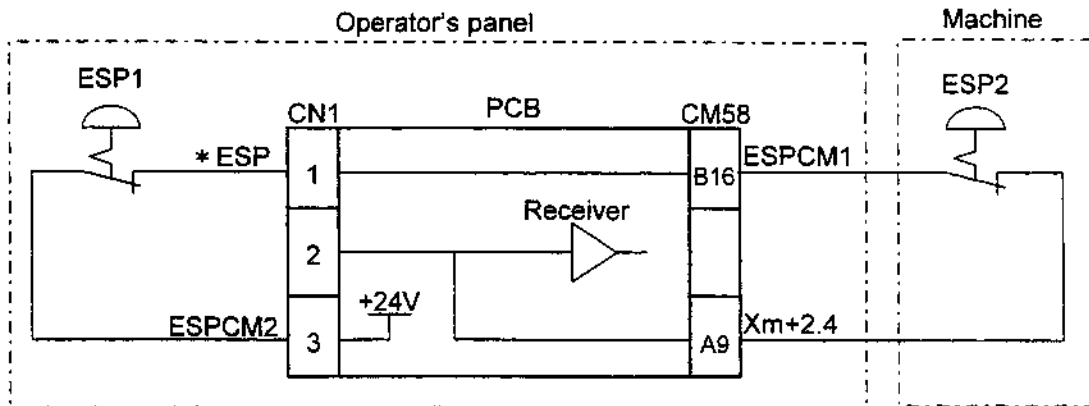 Operator's panel
Machine
ESP1
ESP2
CN1
PCB
CM58
*ESP
1
B16
ESPCM1
2
Receiver
+24V
ESPCM2
3
A9
Xm+2.4